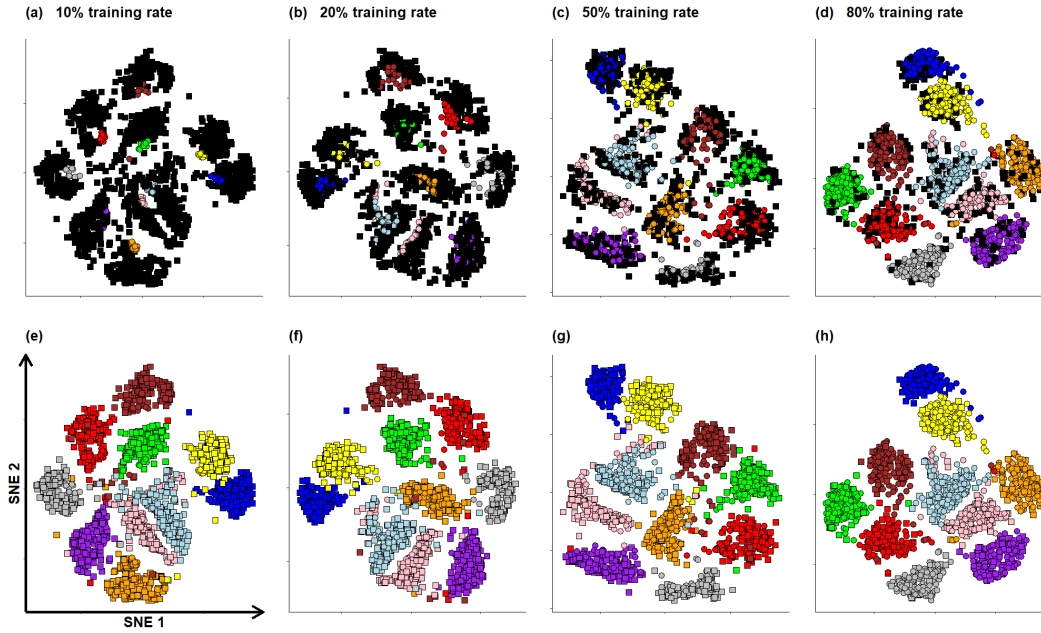 (a) 10% training rate
(b) 20% training rate
(c) 50% training rate
(d) 80% training rate
(e)
(f)
(g)
(h)
SNE 2
SNE 1